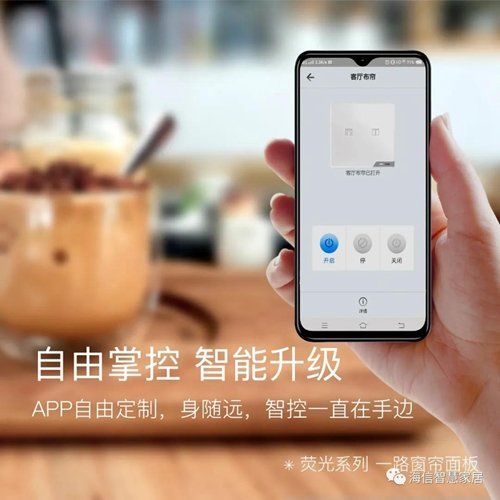 客厅布帘
客厅布帘已打开
开启
停
关闭
详情
自由掌控 智能升级
APP自由定制，身随远，智控一直在手边
* 荧光系列 一路窗帘面板
海信智慧家居